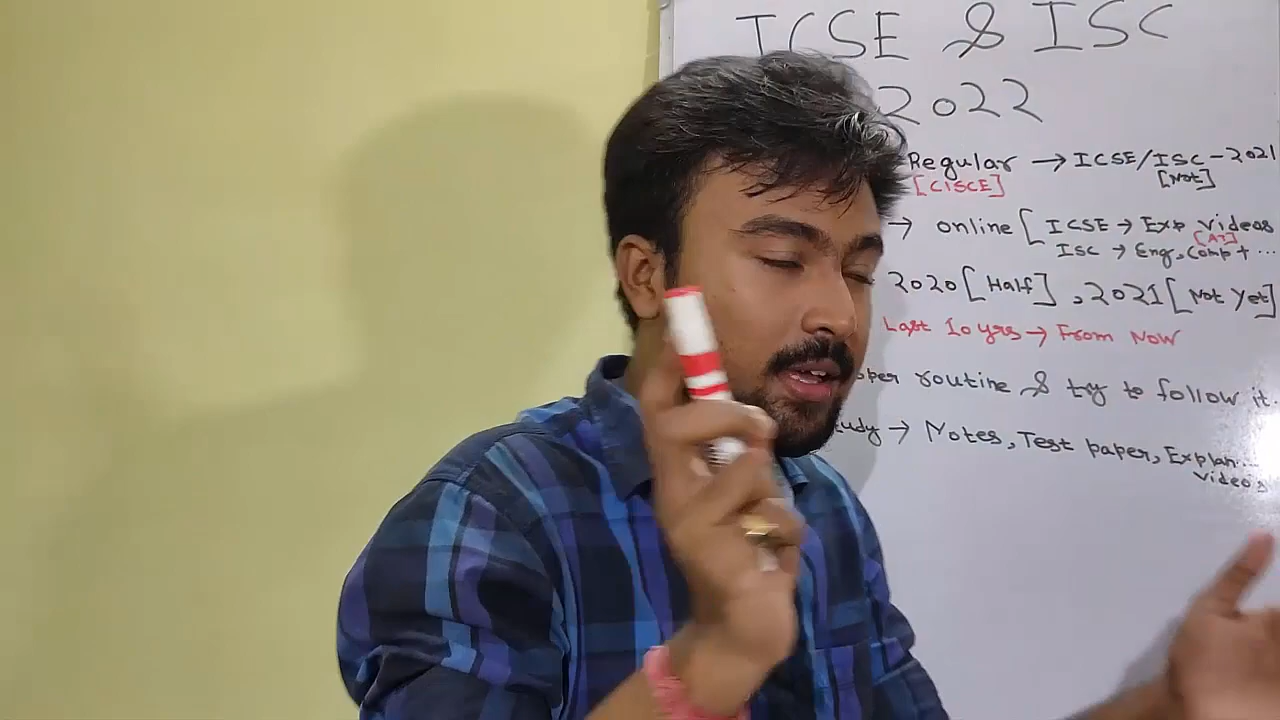 ICSE & ISC
2022
Regular → ICSE/ISC-2021
[CISCE] [Not]
→ online [ ICSE → Exp videos
[AT]
ISC → Eng, Comp + ...
2020 [Half], 2021 [Not yet]
Last 10 yrs → From Now
routine & try to follow it.
→ Notes, Test paper, Explan...
videos